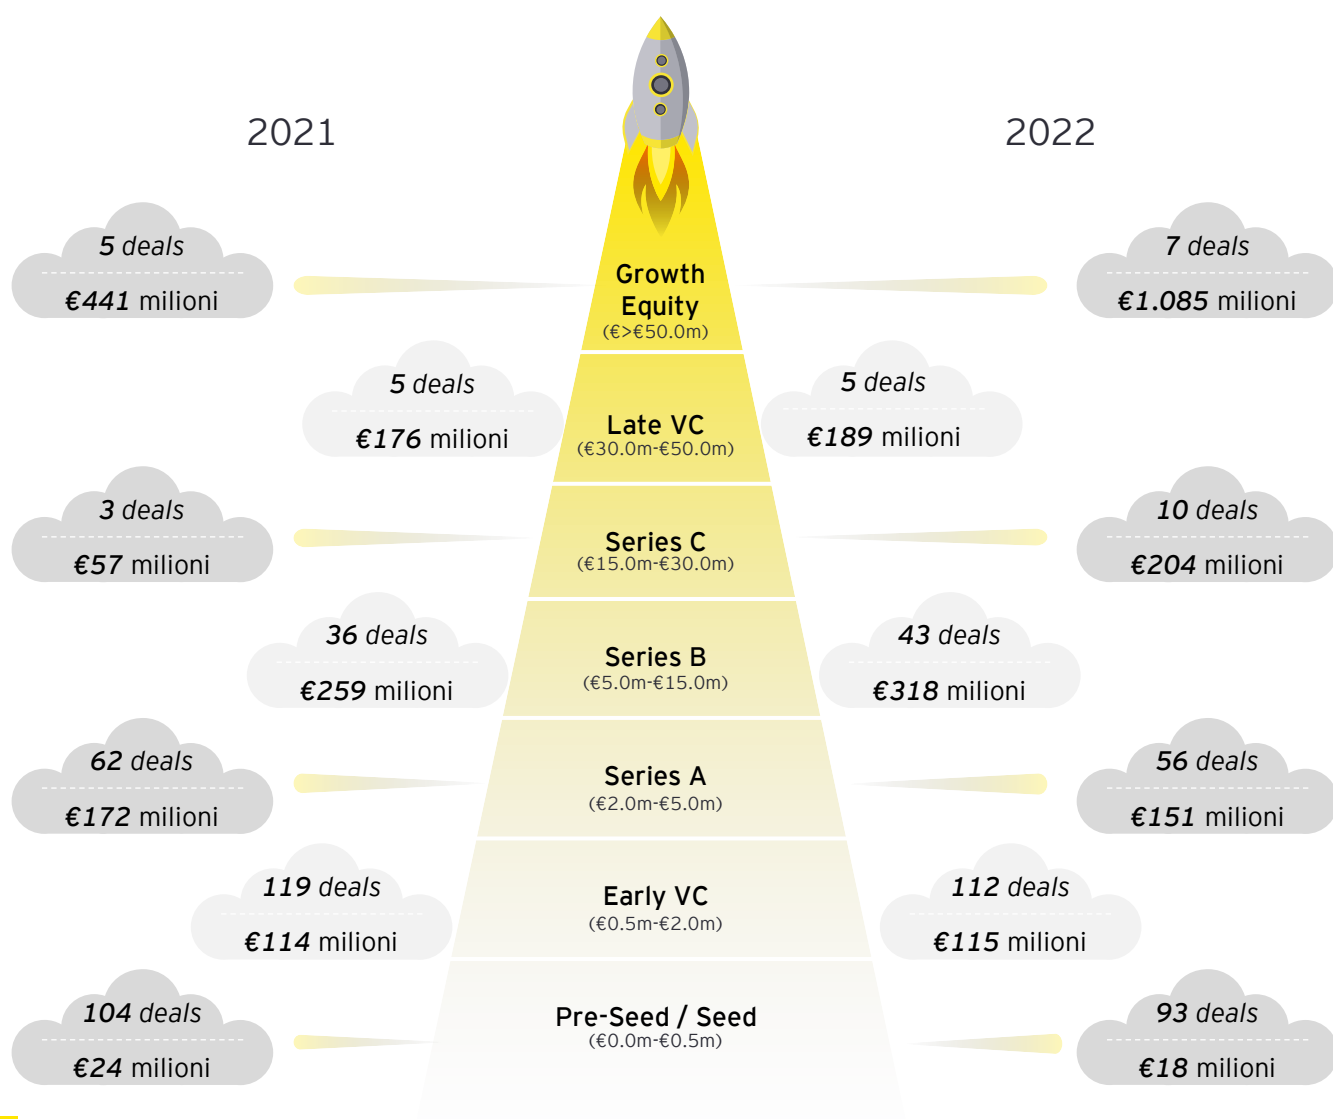 2021
2022
5 deals
€441 milioni
Growth
Equity
(€>€50.0m)
7 deals
€1.085 milioni
5 deals
€176 milioni
Late VC
(€30.0m-€50.0m)
5 deals
€189 milioni
3 deals
€57 milioni
Series C
(€15.0m-€30.0m)
10 deals
€204 milioni
36 deals
€259 milioni
Series B
(€5.0m-€15.0m)
43 deals
€318 milioni
62 deals
€172 milioni
Series A
(€2.0m-€5.0m)
56 deals
€151 milioni
119 deals
€114 milioni
Early VC
(€0.5m-€2.0m)
112 deals
€115 milioni
104 deals
€24 milioni
Pre-Seed / Seed
(€0.0m-€0.5m)
93 deals
€18 milioni